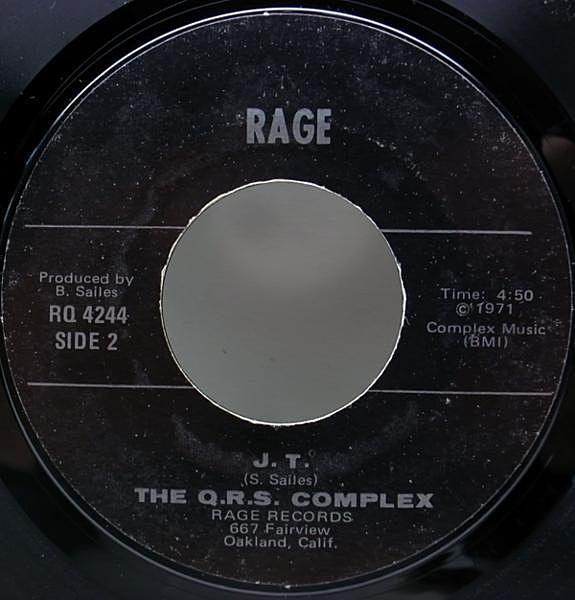 RAGE
Produced by
B. Sailes
RQ 4244
SIDE 2
Time: 4:50
© 1971
Complex Music
(BMI)
J. T.
(S. Sailes)
THE Q.R.S. COMPLEX
RAGE RECORDS
667 Fairview
Oakland, Calif.